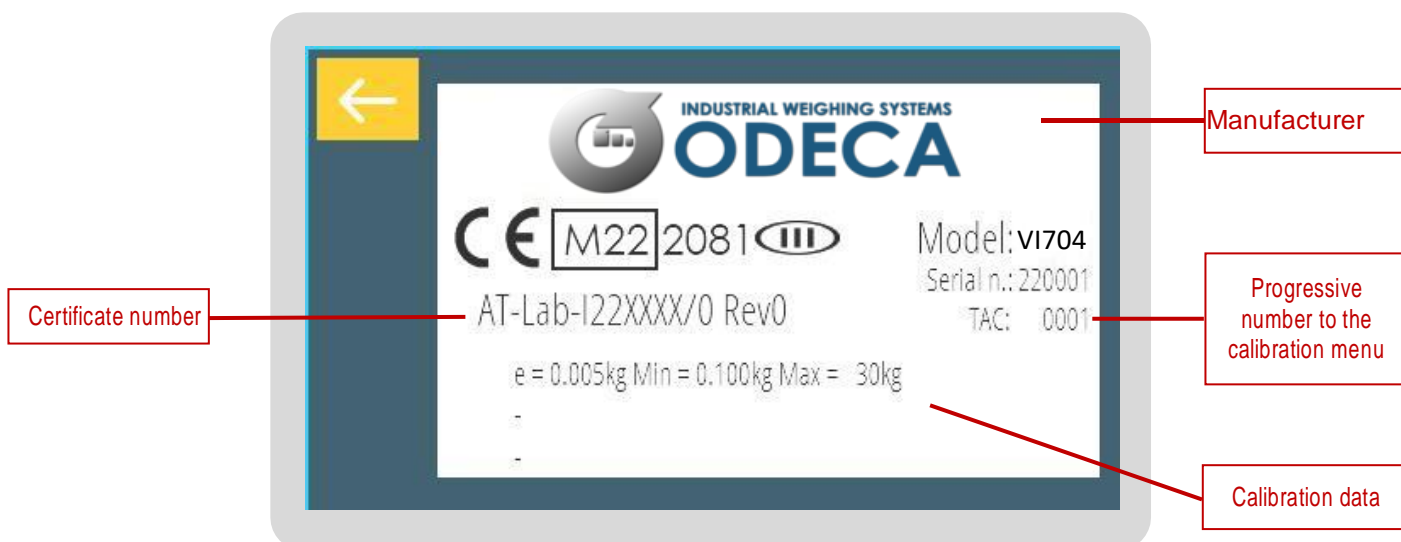 INDUSTRIAL WEIGHING SYSTEMS
ODECA
Manufacturer
CE M22 2081 III
Model: VI704
Serial n.: 220001
Certificate number
AT-Lab-I22XXXX/0 Rev0
TAC: 0001
Progressive
number to the
calibration menu
e = 0.005kg Min = 0.100kg Max = 30kg
-
-
Calibration data